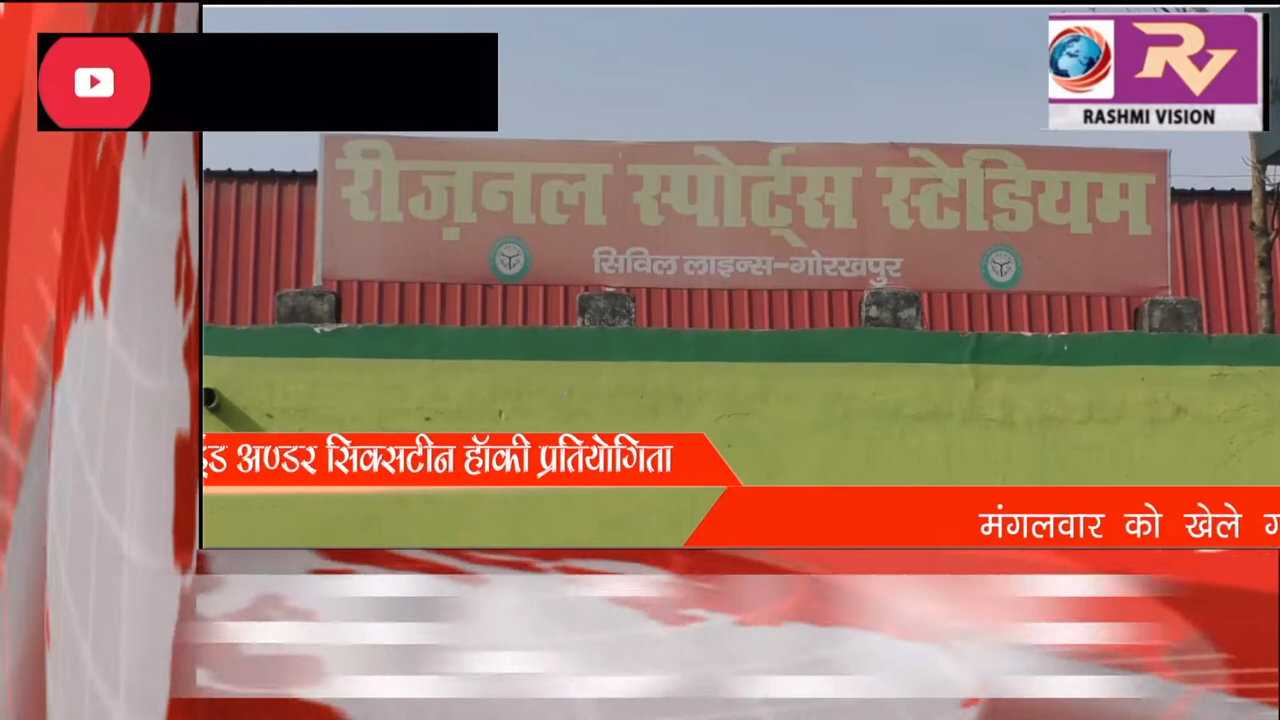 RASHMI VISION
रीज़नल स्पोर्ट्स स्टेडियम
सिविल लाइन्स-गोरखपुर
अण्डर सिक्सटीन हॉकी प्रतियोगिता
मंगलवार को खेले